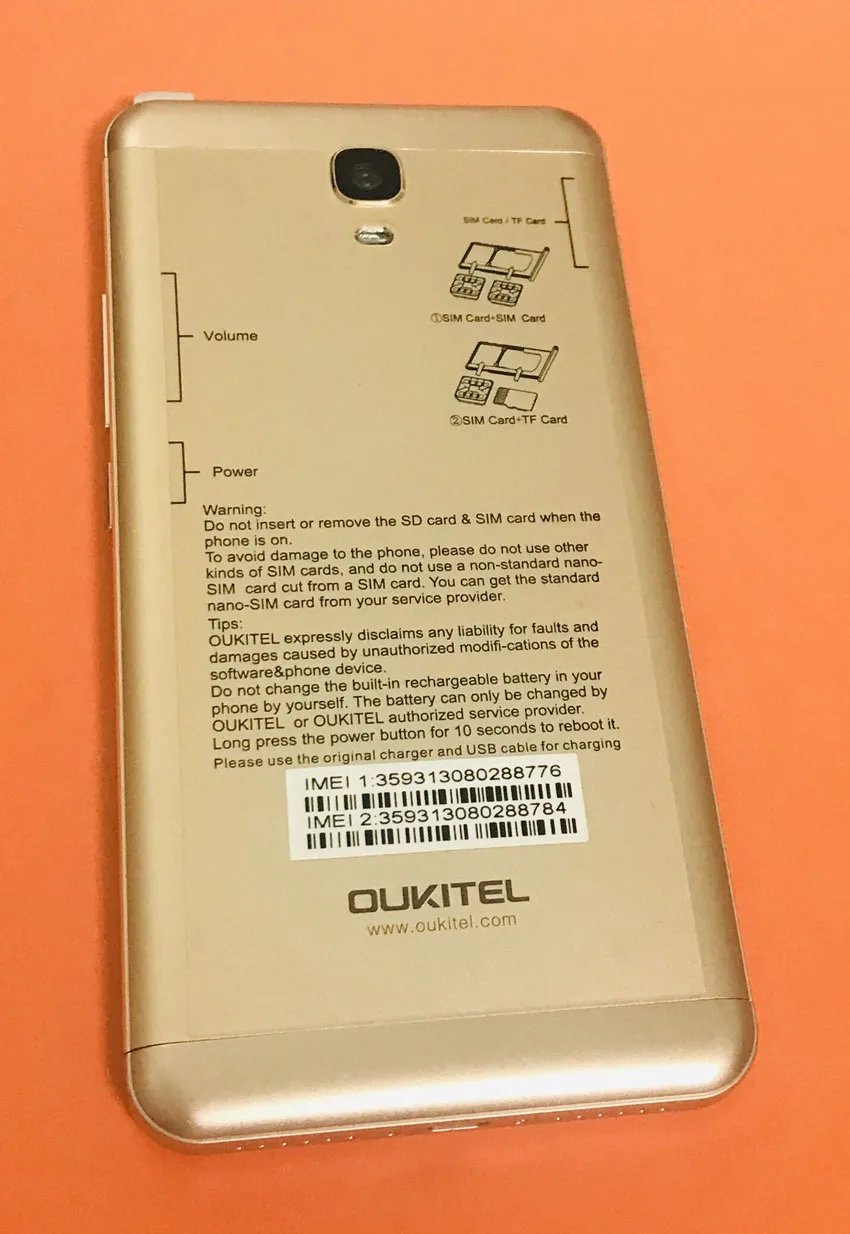 SIM Card / TF Card
①SIM Card+SIM Card
Volume
②SIM Card+TF Card
Power
Warning:
Do not insert or remove the SD card & SIM card when the
phone is on.
To avoid damage to the phone, please do not use other
kinds of SIM cards, and do not use a non-standard nano-
SIM card cut from a SIM card. You can get the standard
nano-SIM card from your service provider.
Tips:
OUKITEL expressly disclaims any liability for faults and
damages caused by unauthorized modifi-cations of the
software&phone device.
Do not change the built-in rechargeable battery in your
phone by yourself. The battery can only be changed by
OUKITEL or OUKITEL authorized service provider.
Long press the power button for 10 seconds to reboot it.
Please use the original charger and USB cable for charging
IMEI 1:359313080288776
IMEI 2:359313080288784
OUKITEL
www.oukitel.com